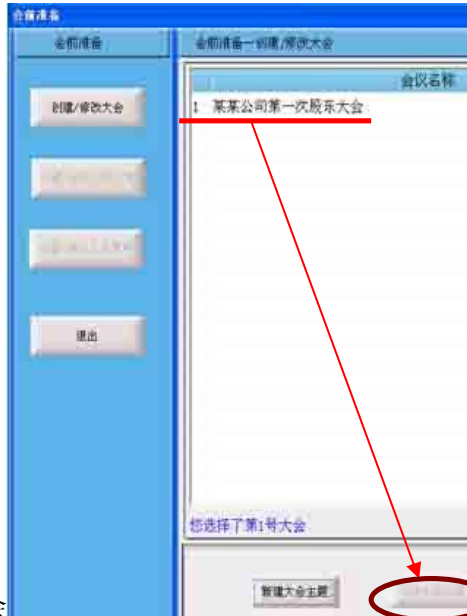 会前准备
会前准备
会前准备—创建/修改大会
会议名称
创建/修改大会
1 某某公司第一次股东大会
退出
您选择了第1号大会
新建大会主题